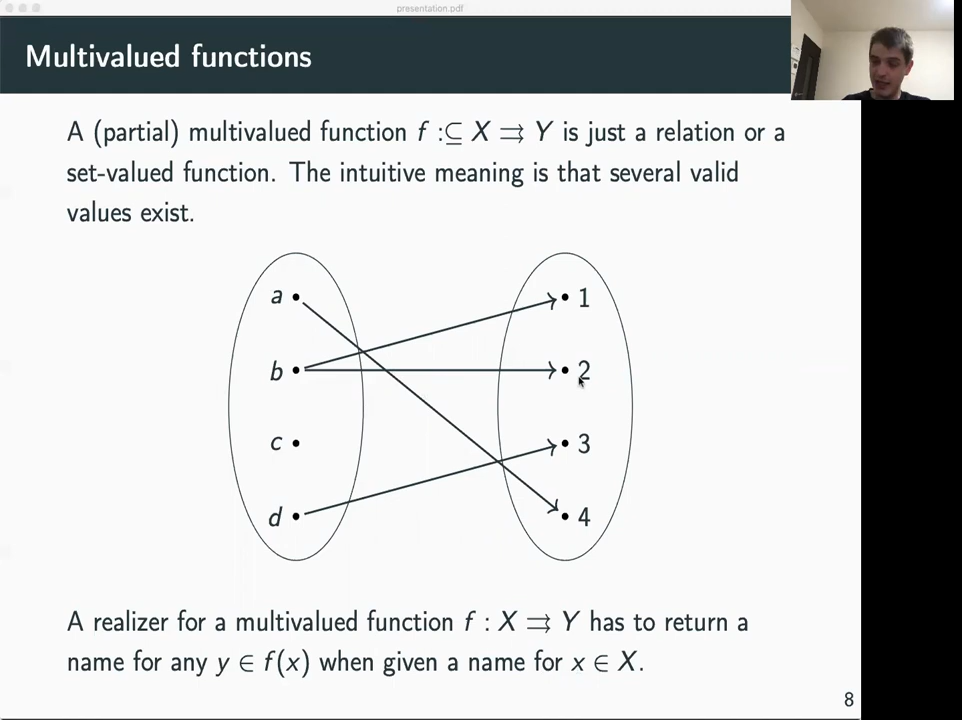 presentation.pdf
Multivalued functions
A (partial) multivalued function f :⊆ X ⇉ Y is just a relation or a
set-valued function. The intuitive meaning is that several valid
values exist.
a 1
b 2
c 3
d 4
A realizer for a multivalued function f : X ⇉ Y has to return a
name for any y ∈ f(x) when given a name for x ∈ X.
8